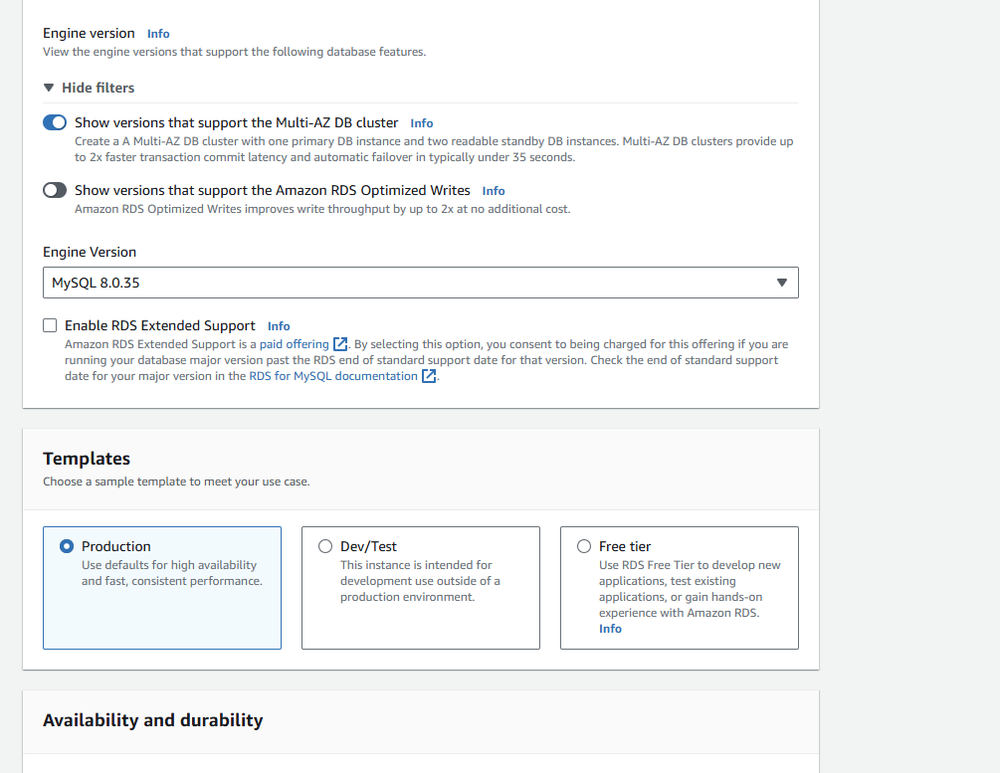 Engine version Info
View the engine versions that support the following database features.
Hide filters
Show versions that support the Multi-AZ DB cluster Info
Create a A Multi-AZ DB cluster with one primary DB instance and two readable standby DB instances. Multi-AZ DB clusters provide up
to 2x faster transaction commit latency and automatic failover in typically under 35 seconds.
Show versions that support the Amazon RDS Optimized Writes Info
Amazon RDS Optimized Writes improves write throughput by up to 2x at no additional cost.
Engine Version
MySQL 8.0.35
Enable RDS Extended Support Info
Amazon RDS Extended Support is a paid offering. By selecting this option, you consent to being charged for this offering if you are
running your database major version past the RDS end of standard support date for that version. Check the end of standard support
date for your major version in the RDS for MySQL documentation.
Templates
Choose a sample template to meet your use case.
Production
Use defaults for high availability
and fast, consistent performance.
Dev/Test
This instance is intended for
development use outside of a
production environment.
Free tier
Use RDS Free Tier to develop new
applications, test existing
applications, or gain hands-on
experience with Amazon RDS.
Info
Availability and durability